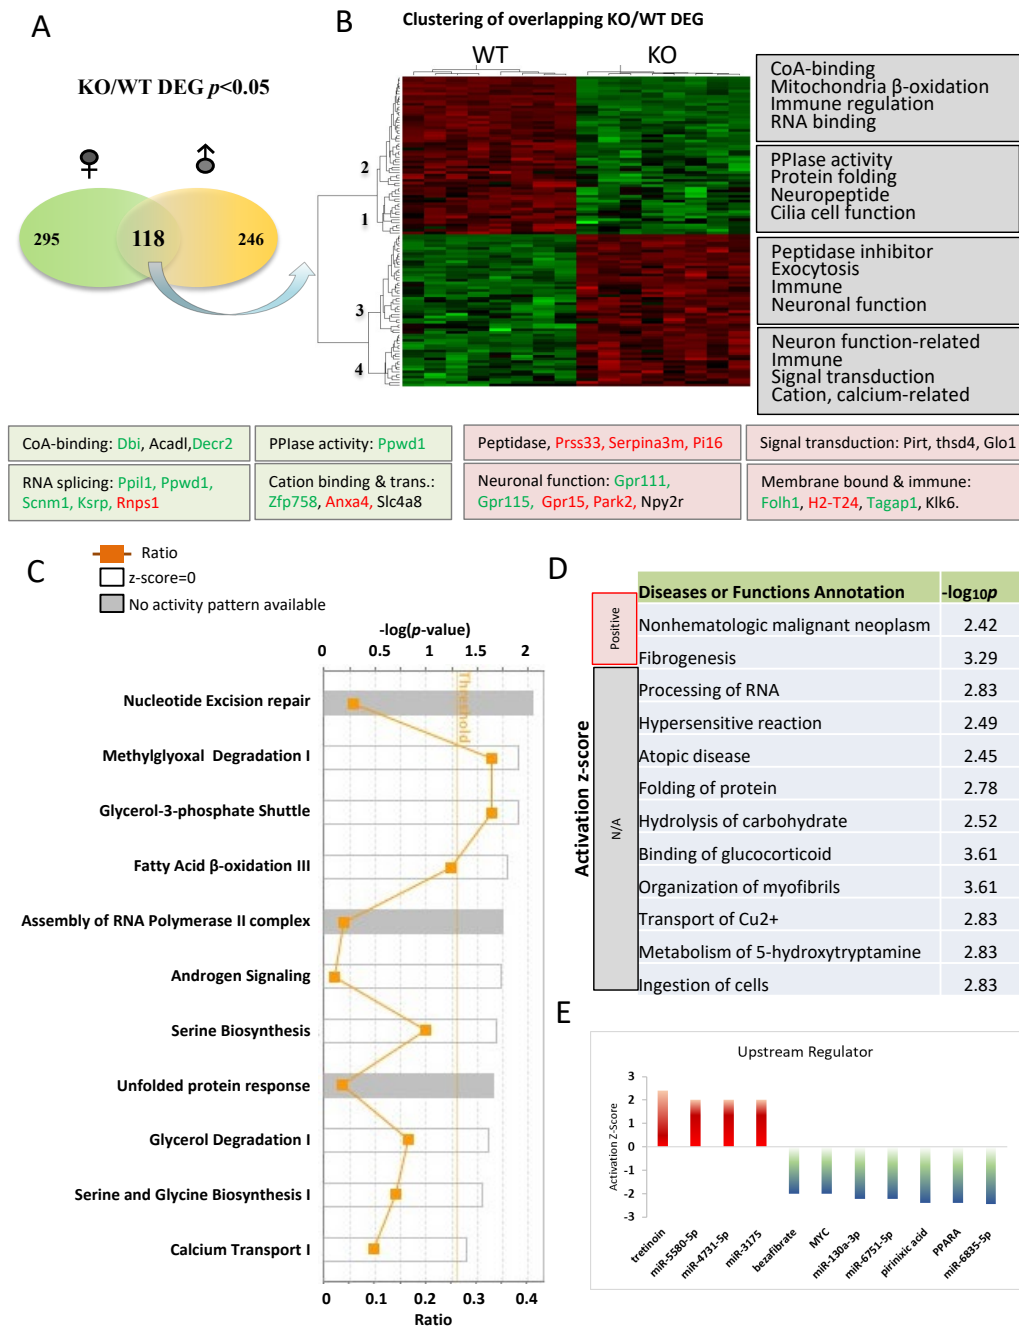 A
KO/WT DEG p<0.05
295
118
246
B
Clustering of overlapping KO/WT DEG
WT
KO
2
1
3
4
CoA-binding
Mitochondria β-oxidation
Immune regulation
RNA binding
PPIase activity
Protein folding
Neuropeptide
Cilia cell function
Peptidase inhibitor
Exocytosis
Immune
Neuronal function
Neuron function-related
Immune
Signal transduction
Cation, calcium-related
CoA-binding: Dbi, Acadl,Decr2
PPIase activity: Ppwd1
Peptidase, Prss33, Serpina3m, Pi16
Signal transduction: Pirt, thsd4, Glo1
RNA splicing: Ppil1, Ppwd1,
Scnm1, Ksrp, Rnps1
Cation binding & trans.:
Zfp758, Anxa4, Slc4a8
Neuronal function: Gpr111,
Gpr115, Gpr15, Park2, Npy2r
Membrane bound & immune:
Folh1, H2-T24, Tagap1, Klk6.
C
Ratio
z-score=0
No activity pattern available
-log(p-value)
0 0.5 1 1.5 2
Threshold
Nucleotide Excision repair
Methylglyoxal Degradation I
Glycerol-3-phosphate Shuttle
Fatty Acid β-oxidation III
Assembly of RNA Polymerase II complex
Androgen Signaling
Serine Biosynthesis
Unfolded protein response
Glycerol Degradation I
Serine and Glycine Biosynthesis I
Calcium Transport I
0 0.1 0.2 0.3 0.4
Ratio
D
Diseases or Functions Annotation -log10p
Nonhematologic malignant neoplasm 2.42
Fibrogenesis 3.29
Processing of RNA 2.83
Hypersensitive reaction 2.49
Atopic disease 2.45
Folding of protein 2.78
Hydrolysis of carbohydrate 2.52
Binding of glucocorticoid 3.61
Organization of myofibrils 3.61
Transport of Cu2+ 2.83
Metabolism of 5-hydroxytryptamine 2.83
Ingestion of cells 2.83
Positive
N/A
Activation z-score
E
Upstream Regulator
Activation Z-Score
3
2
1
0
-1
-2
-3
tretinoin
miR-5580-5p
miR-4731-5p
miR-3175
bezafibrate
MYC
miR-130a-3p
miR-6751-5p
pirinixic acid
PPARA
miR-6835-5p